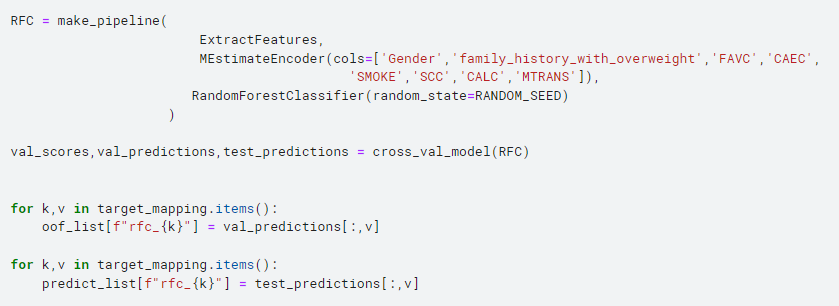 RFC = make_pipeline(
ExtractFeatures,
MEstimateEncoder(cols=['Gender','family_history_with_overweight','FAVC','CAEC',
'SMOKE','SCC','CALC','MTRANS']),
RandomForestClassifier(random_state=RANDOM_SEED)
)
val_scores,val_predictions,test_predictions = cross_val_model(RFC)
for k,v in target_mapping.items():
oof_list[f"rfc_{k}"] = val_predictions[:,v]
for k,v in target_mapping.items():
predict_list[f"rfc_{k}"] = test_predictions[:,v]